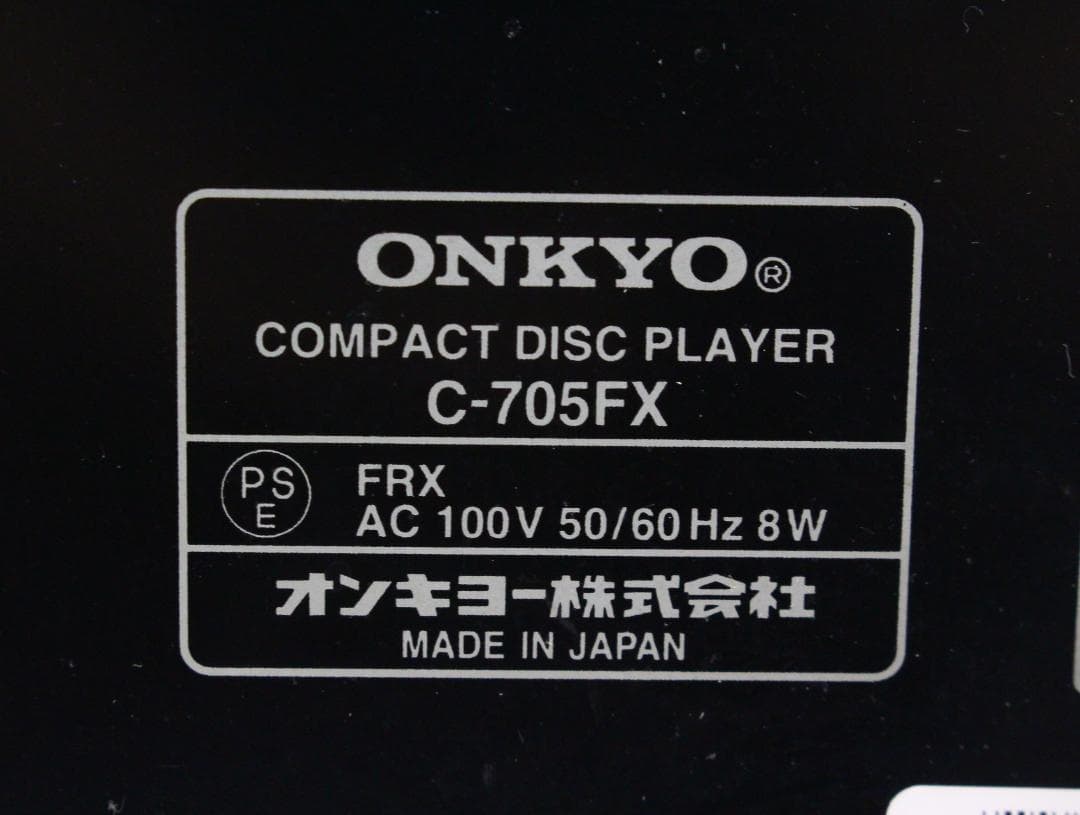 ONKYO®
COMPACT DISC PLAYER
C-705FX
PS
E
FRX
AC 100V 50/60Hz 8W
オンキヨー株式会社
MADE IN JAPAN